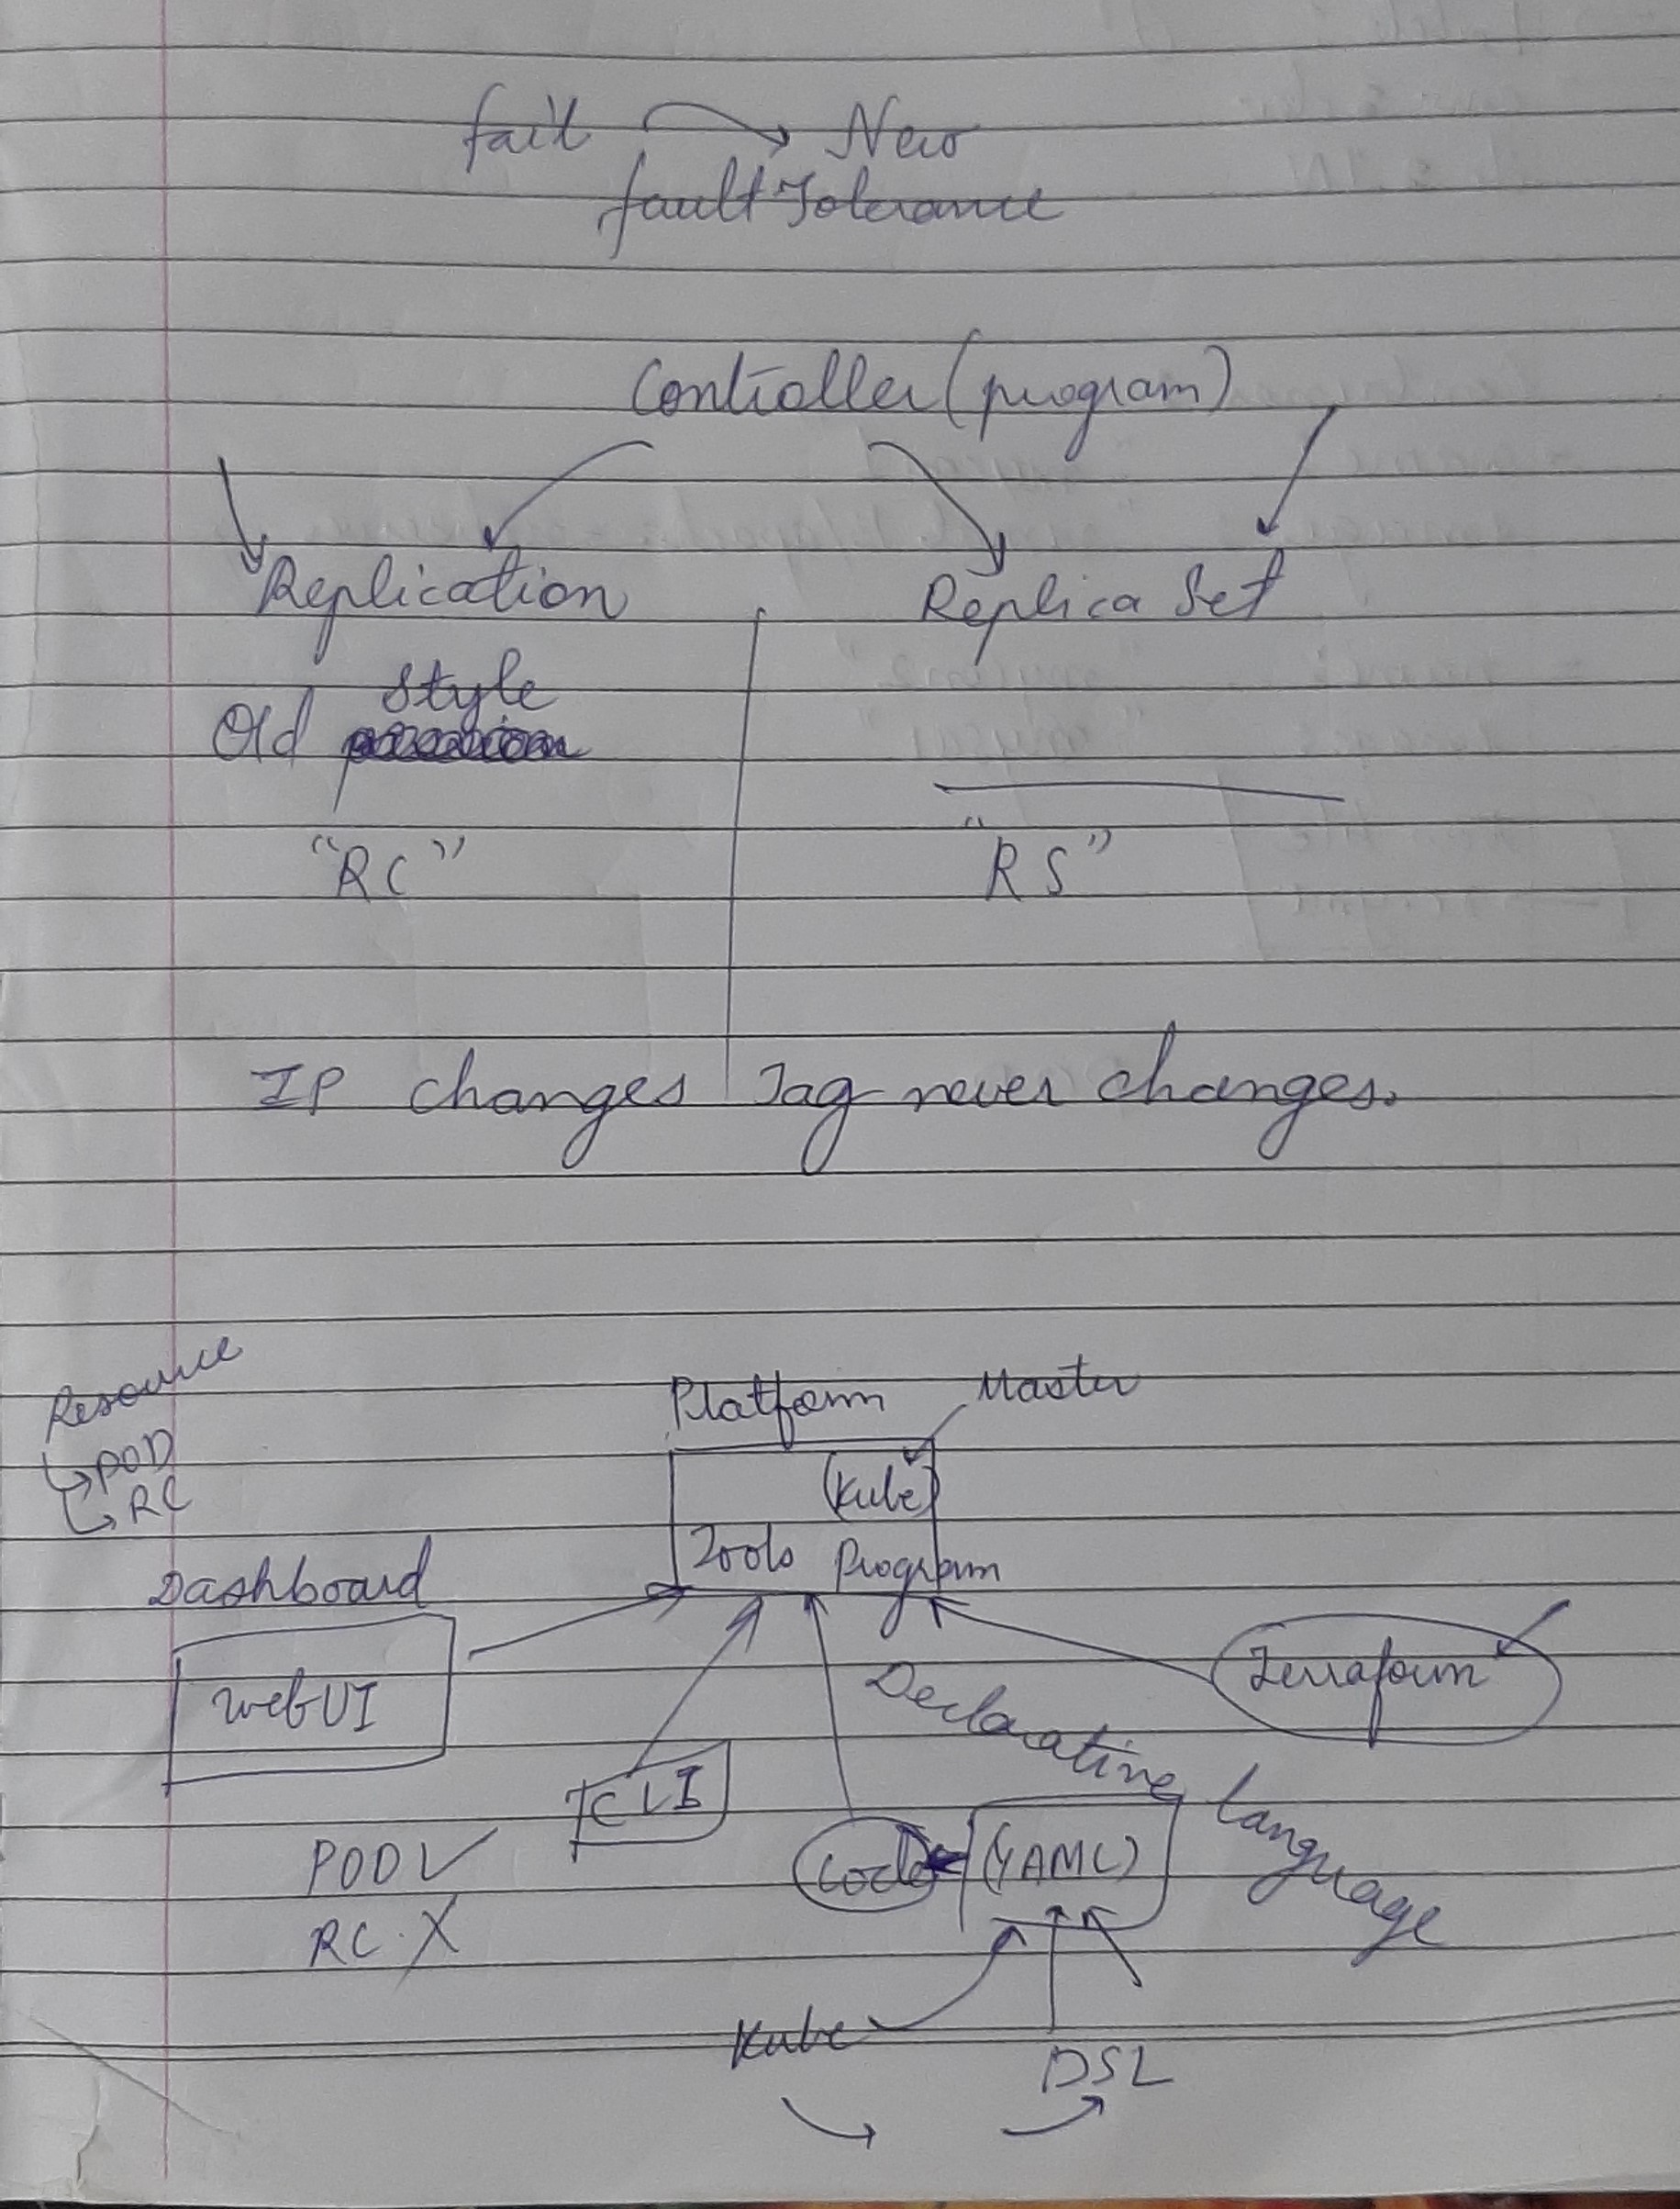 fail → New
fault Tolerance
Controller (program)
Replication Replica Set
Style
Old
"RC" "RS"
IP changes Tag never changes.
Resource
↳ POD
↳ RC
Platform Master
(Kube)
Tools Program
Dashboard
webUI
Terraform
Declarative language
CLI
POD ✓
Code (YAML)
RC. X
Kube
DSL